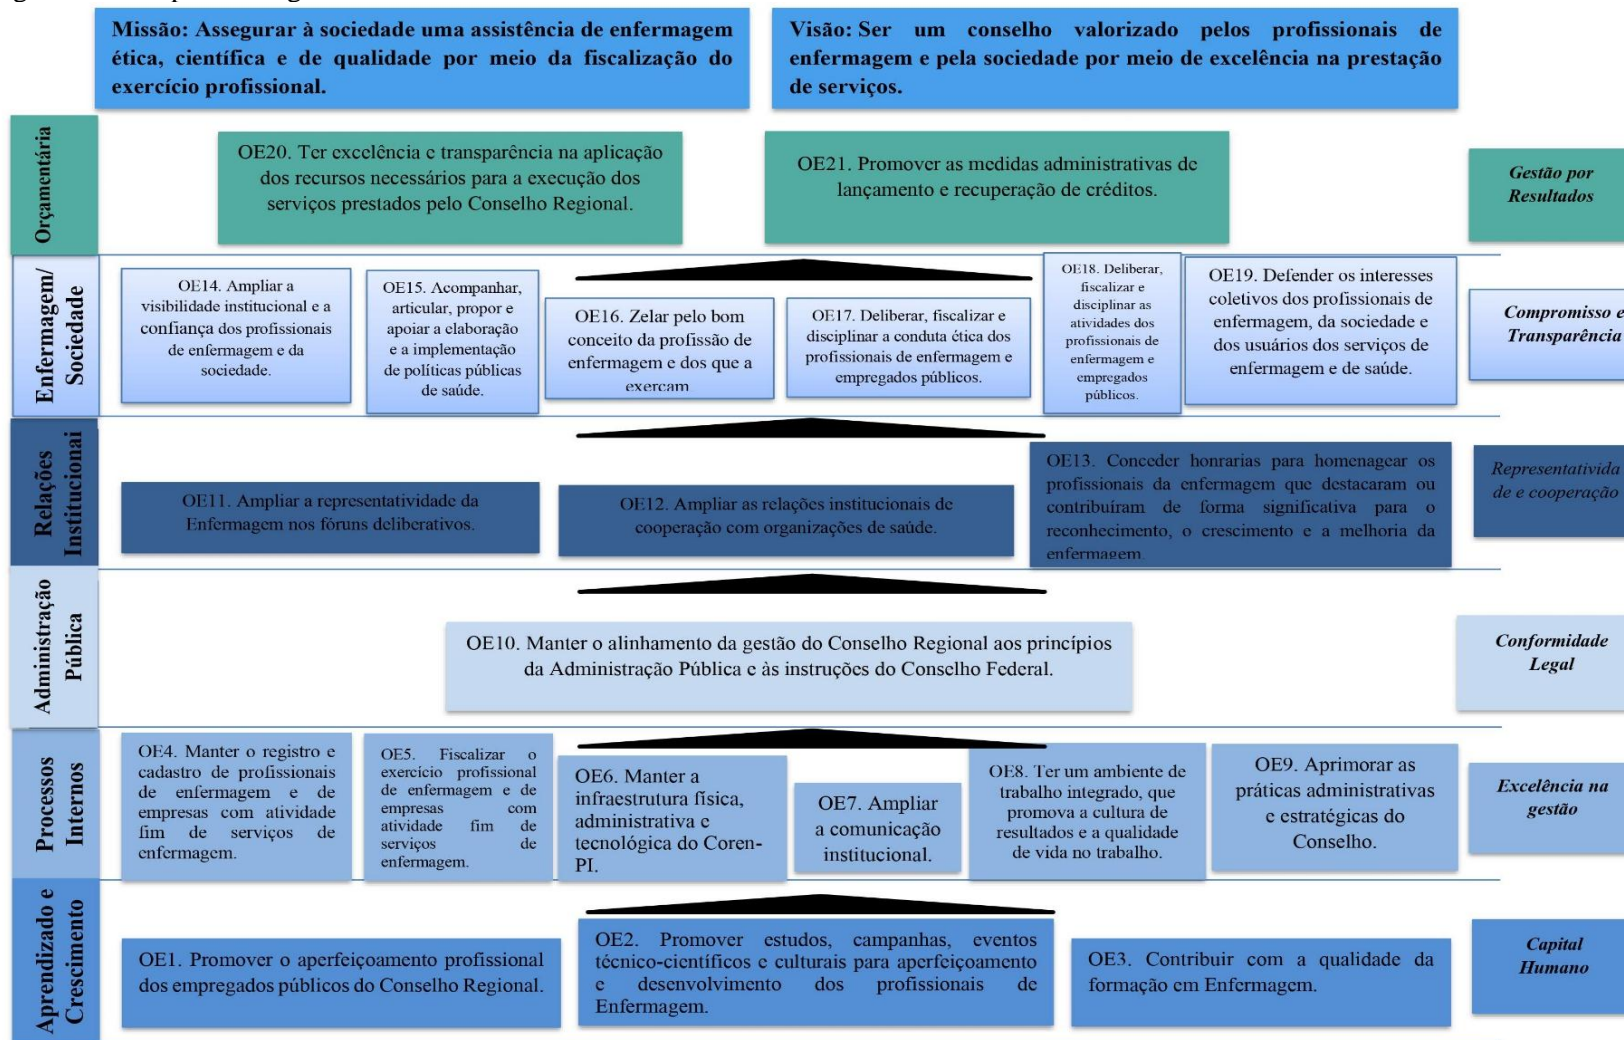 Missão: Assegurar à sociedade uma assistência de enfermagem
ética, científica e de qualidade por meio da fiscalização do
exercício profissional.
Visão: Ser um conselho valorizado pelos profissionais de
enfermagem e pela sociedade por meio de excelência na prestação
de serviços.
Orçamentária
OE20. Ter excelência e transparência na aplicação
dos recursos necessários para a execução dos
serviços prestados pelo Conselho Regional.
OE21. Promover as medidas administrativas de
lançamento e recuperação de créditos.
Gestão por
Resultados
Enfermagem/
Sociedade
OE14. Ampliar a
visibilidade institucional e a
confiança dos profissionais
de enfermagem e da
sociedade.
OE15. Acompanhar,
articular, propor e
apoiar a elaboração
e a implementação
de políticas públicas
de saúde.
OE16. Zelar pelo bom
conceito da profissão de
enfermagem e dos que a
exerçam
OE17. Deliberar, fiscalizar e
disciplinar a conduta ética dos
profissionais de enfermagem e
empregados públicos.
OE18. Deliberar,
fiscalizar e
disciplinar as
atividades dos
profissionais de
enfermagem e
empregados
públicos.
OE19. Defender os interesses
coletivos dos profissionais de
enfermagem, da sociedade e
dos usuários dos serviços de
enfermagem e de saúde.
Compromisso e
Transparência
Relações
Institucionai
OE11. Ampliar a representatividade da
Enfermagem nos fóruns deliberativos.
OE12. Ampliar as relações institucionais de
cooperação com organizações de saúde.
OE13. Conceder honrarias para homenagear os
profissionais da enfermagem que destacaram ou
contribuíram de forma significativa para o
reconhecimento, o crescimento e a melhoria da
enfermagem.
Representativida
de e cooperação
Administração
Pública
OE10. Manter o alinhamento da gestão do Conselho Regional aos princípios
da Administração Pública e às instruções do Conselho Federal.
Conformidade
Legal
Processos
Internos
OE4. Manter o registro e
cadastro de profissionais
de enfermagem e de
empresas com atividade
fim de serviços de
enfermagem.
OE5. Fiscalizar o
exercício profissional
de enfermagem e de
empresas com
atividade fim de
serviços de
enfermagem.
OE6. Manter a
infraestrutura física,
administrativa e
tecnológica do Coren-
PI.
OE7. Ampliar
a comunicação
institucional.
OE8. Ter um ambiente de
trabalho integrado, que
promova a cultura de
resultados e a qualidade
de vida no trabalho.
OE9. Aprimorar as
práticas administrativas
e estratégicas do
Conselho.
Excelência na
gestão
Aprendizado e
Crescimento
OE1. Promover o aperfeiçoamento profissional
dos empregados públicos do Conselho Regional.
OE2. Promover estudos, campanhas, eventos
técnico-científicos e culturais para aperfeiçoamento
e desenvolvimento dos profissionais de
Enfermagem.
OE3. Contribuir com a qualidade da
formação em Enfermagem.
Capital
Humano